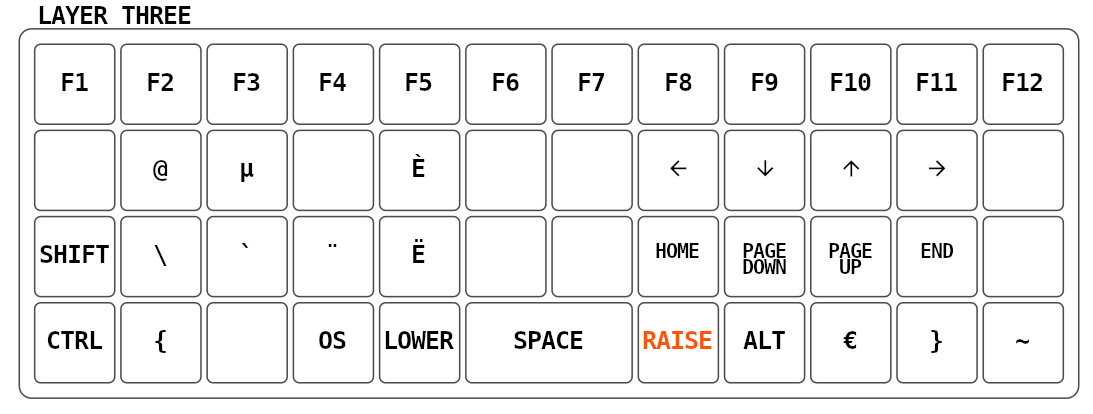 LAYER THREE
F1 F2 F3 F4 F5 F6 F7 F8 F9 F10 F11 F12
@ µ È ← ↓ ↑ →
SHIFT \ ` ¨ Ë HOME PAGE DOWN PAGE UP END
CTRL { OS LOWER SPACE RAISE ALT € } ~